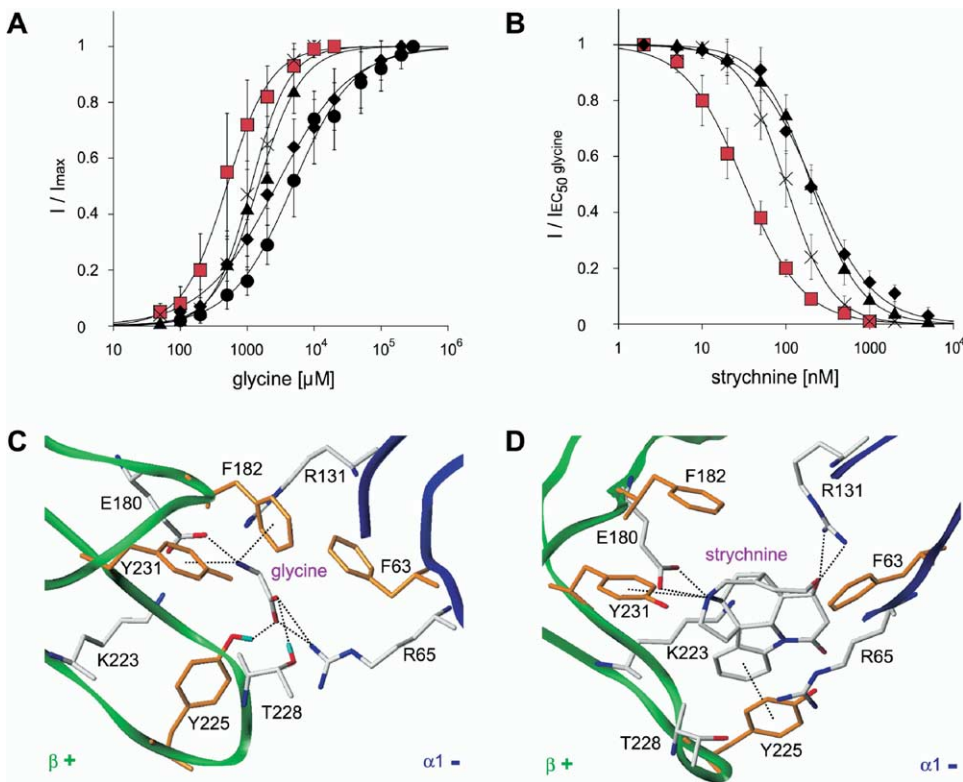 A
I / Imax
1
0.8
0.6
0.4
0.2
0
10
100
1000
10⁴
10⁵
10⁶
glycine [µM]
B
I / IEC50 glycine
1
0.8
0.6
0.4
0.2
0
1
10
100
1000
10⁴
strychnine [nM]
C
F182
R131
E180
Y231
glycine
F63
K223
R65
Y225
T228
β +
α1 -
D
F182
R131
E180
strychnine
F63
Y231
K223
R65
T228
Y225
β +
α1 -